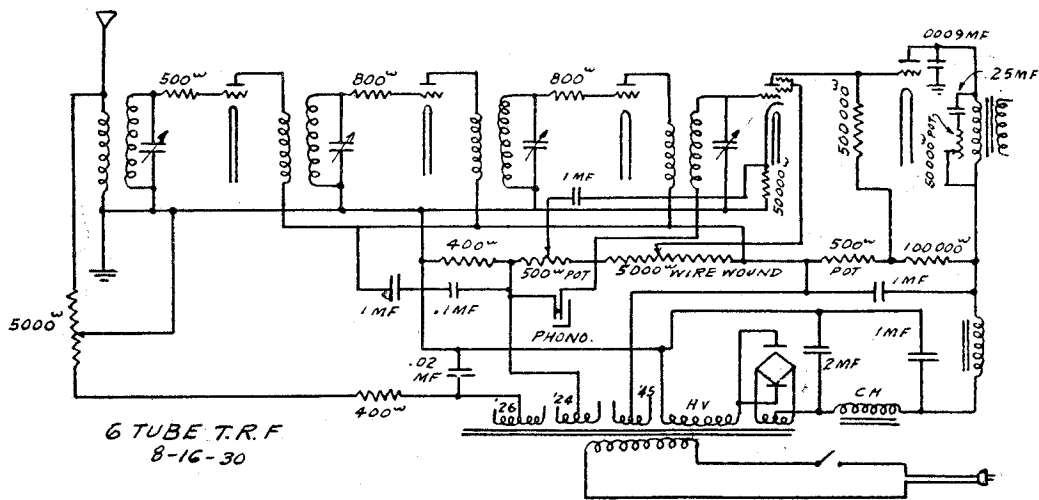 .0009MF
.25MF
500ω
800ω
800ω
500000ω
50000ω POT.
1MF
50000ω
400ω
500ω POT
5000ω WIRE WOUND
500ω POT
100000ω
1MF
.1MF
1MF
5000ω
PHONO.
.02 MF
2MF
1MF
400ω
'26
'24
'45
HV
CH
6 TUBE T.R.F
8-16-30